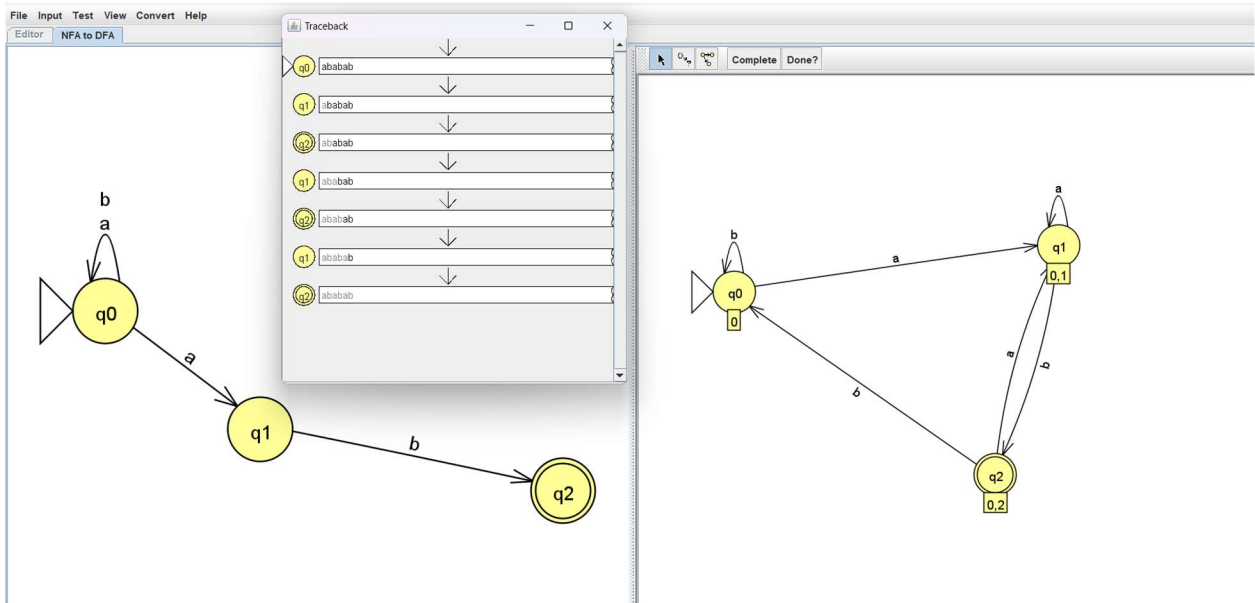 File Input Test View Convert Help
Editor NFA to DFA
Traceback
q0 ababab
q1 ababab
q2 ababab
q1 ababab
q2 ababab
q1 ababab
q2 ababab
Complete Done?
b
a
q0
a
q1
b
q2
b
q0
0
a
a
q1
0,1
a
b
b
q2
0,2